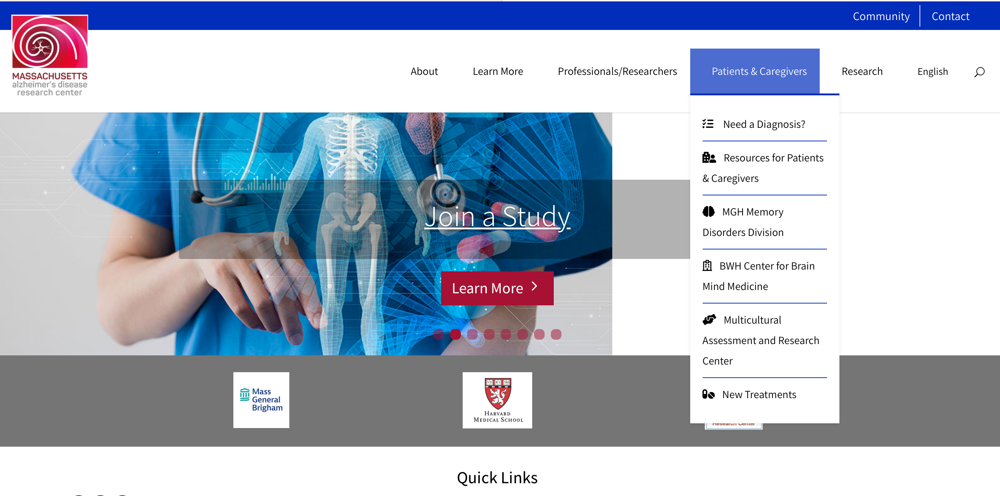 Community
Contact
MASSACHUSETTS
alzheimer's disease
research center
About
Learn More
Professionals/Researchers
Patients & Caregivers
Research
English
Need a Diagnosis?
Resources for Patients
& Caregivers
MGH Memory
Disorders Division
BWH Center for Brain
Mind Medicine
Multicultural
Assessment and Research
Center
New Treatments
Join a Study
Learn More
Mass
General
Brigham
VE RI TAS
HARVARD
MEDICAL SCHOOL
Research Center
Quick Links